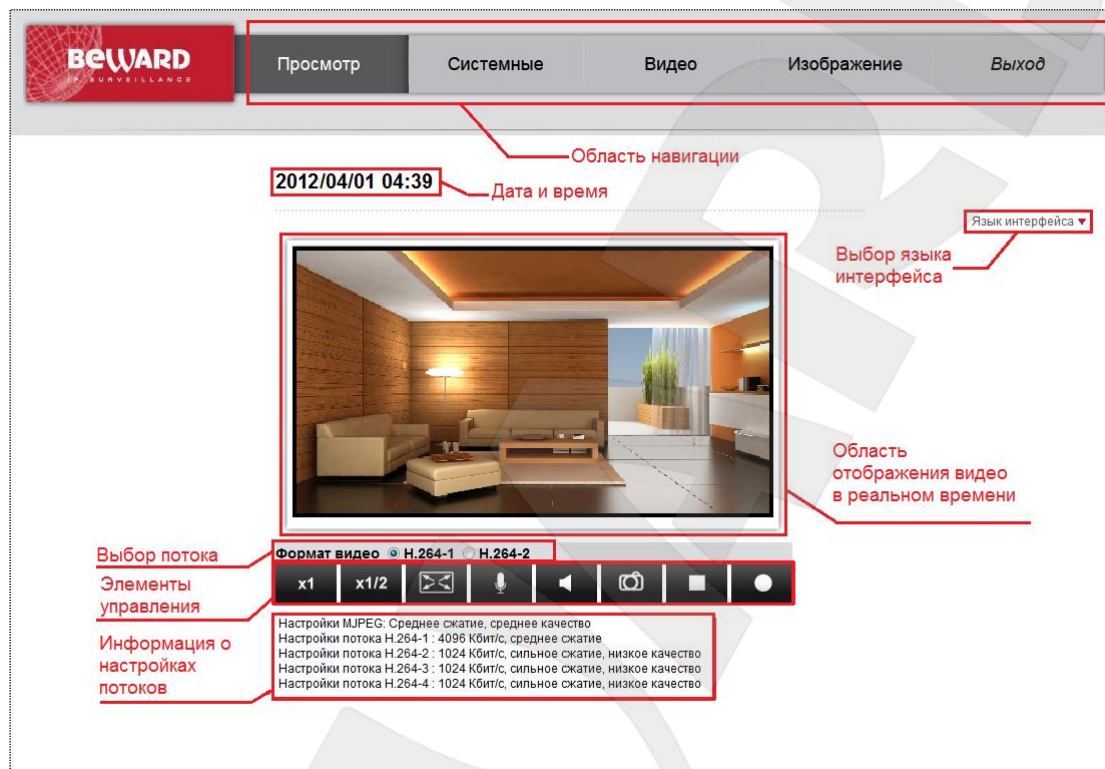 BEWARD
IP SURVEILLANCE
Просмотр
Системные
Видео
Изображение
Выход
Область навигации
2012/04/01 04:39
Дата и время
Язык интерфейса ▼
Выбор языка
интерфейса
Область
отображения видео
в реальном времени
Выбор потока
Формат видео H.264-1 H.264-2
Элементы
управления
x1
x1/2
Информация о
настройках
потоков
Настройки MJPEG: Среднее сжатие, среднее качество
Настройки потока H.264-1 : 4096 Кбит/с, среднее сжатие
Настройки потока H.264-2 : 1024 Кбит/с, сильное сжатие, низкое качество
Настройки потока H.264-3 : 1024 Кбит/с, сильное сжатие, низкое качество
Настройки потока H.264-4 : 1024 Кбит/с, сильное сжатие, низкое качество